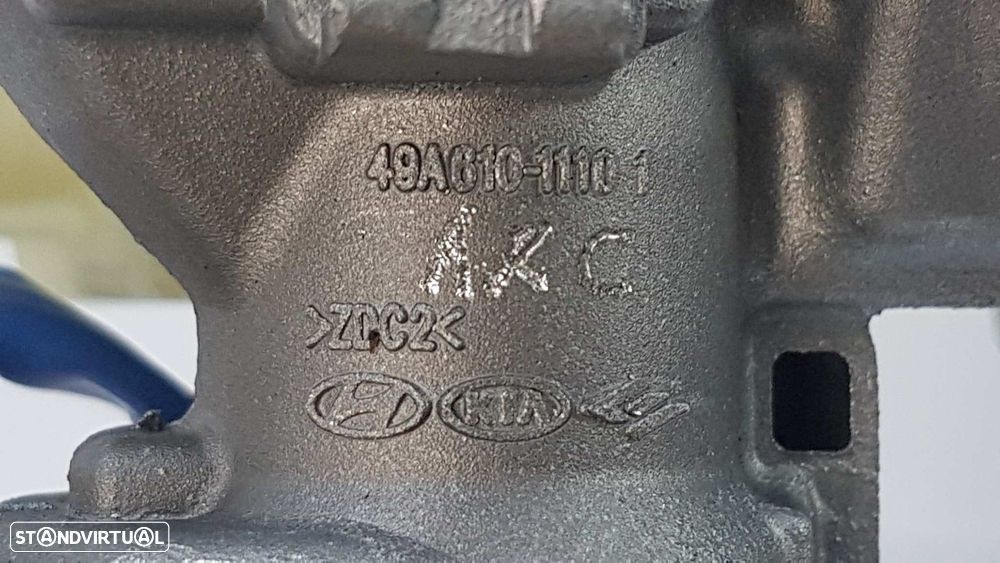 49A610-1110 1
AKC
>ZDC2<
KIA
STANDVIRTUAL